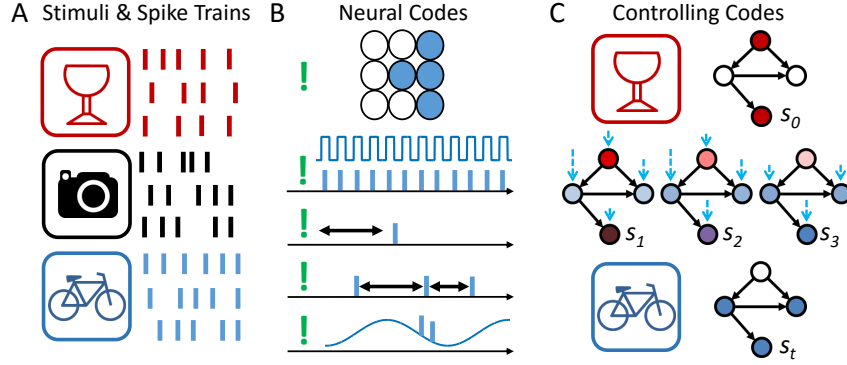 A Stimuli & Spike Trains
B Neural Codes
C Controlling Codes
!
!
!
!
!
s0
s1
s2
s3
st